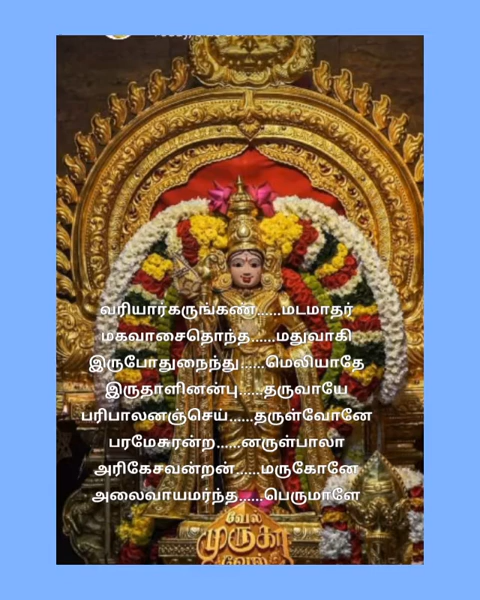 வரியார்கருங்கண்......மடமாதர்
மகவாசைதொந்த......மதுவாகி
இருபோதுநைந்து......மெலியாதே
இருதாளினன்பு......தருவாயே
பரிபாலனஞ்செய்......தருள்வோனே
பரமேசுரன்ற......னருள்பாலா
அரிகேசவன்றன்......மருகோனே
அலைவாயமர்ந்த......பெருமாளே
வேல்
முருகா
வேல்